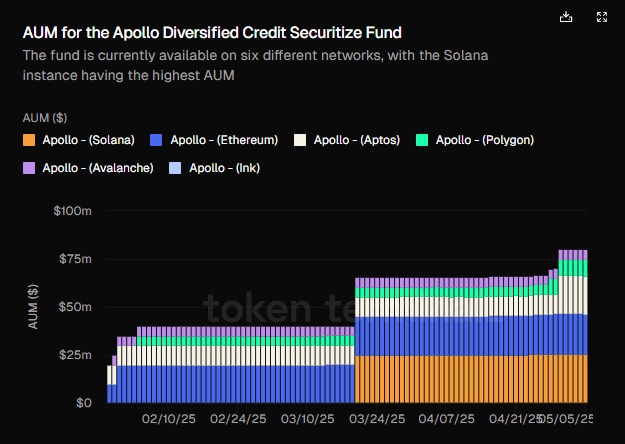 AUM for the Apollo Diversified Credit Securitize Fund
The fund is currently available on six different networks, with the Solana
instance having the highest AUM
AUM ($)
Apollo - (Solana) Apollo - (Ethereum) Apollo - (Aptos) Apollo - (Polygon)
Apollo - (Avalanche) Apollo - (Ink)
$100m
$75m
$50m
$25m
$0
AUM ($)
token te
02/10/25 02/24/25 03/10/25 03/24/25 04/07/25 04/21/25 05/05/25